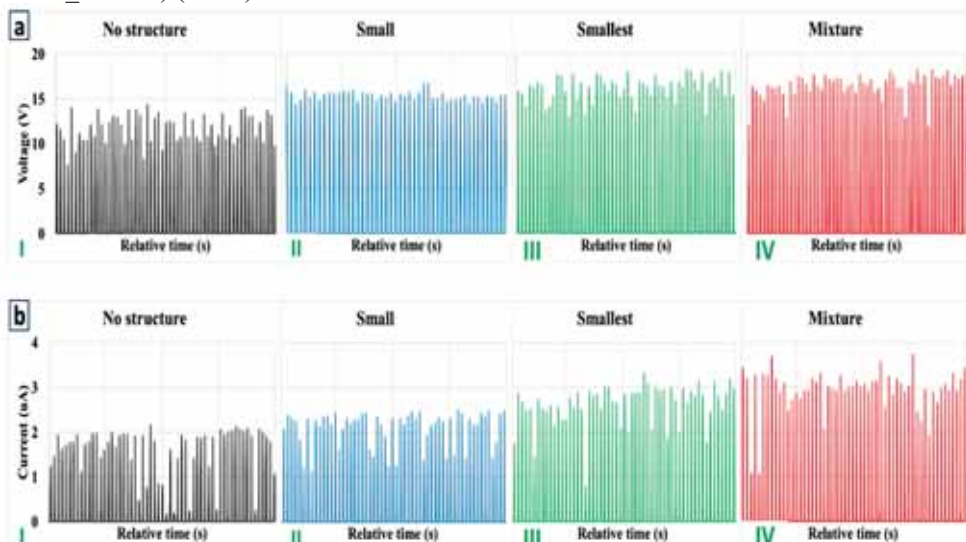 a
No structure Small Smallest Mixture
20
15
10
5
0
Voltage (V)
Relative time (s) Relative time (s) Relative time (s) Relative time (s)
I II III IV
b
No structure Small Smallest Mixture
4
3
2
1
0
Current (uA)
Relative time (s) Relative time (s) Relative time (s) Relative time (s)
I II III IV